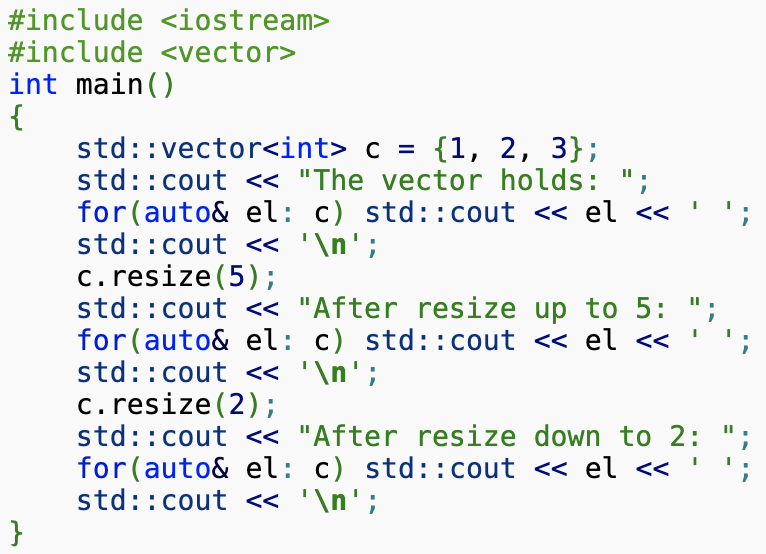 #include <iostream>
#include <vector>
int main()
{
    std::vector<int> c = {1, 2, 3};
    std::cout << "The vector holds: ";
    for(auto& el: c) std::cout << el << ' ';
    std::cout << '\n';
    c.resize(5);
    std::cout << "After resize up to 5: ";
    for(auto& el: c) std::cout << el << ' ';
    std::cout << '\n';
    c.resize(2);
    std::cout << "After resize down to 2: ";
    for(auto& el: c) std::cout << el << ' ';
    std::cout << '\n';
}